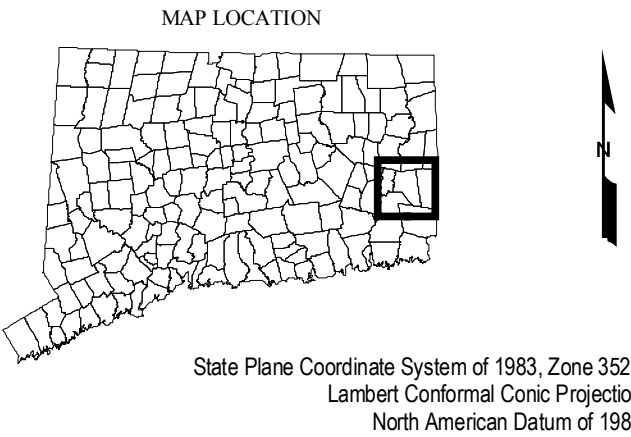 MAP LOCATION
N
State Plane Coordinate System of 1983, Zone 352
Lambert Conformal Conic Projectio
North American Datum of 198